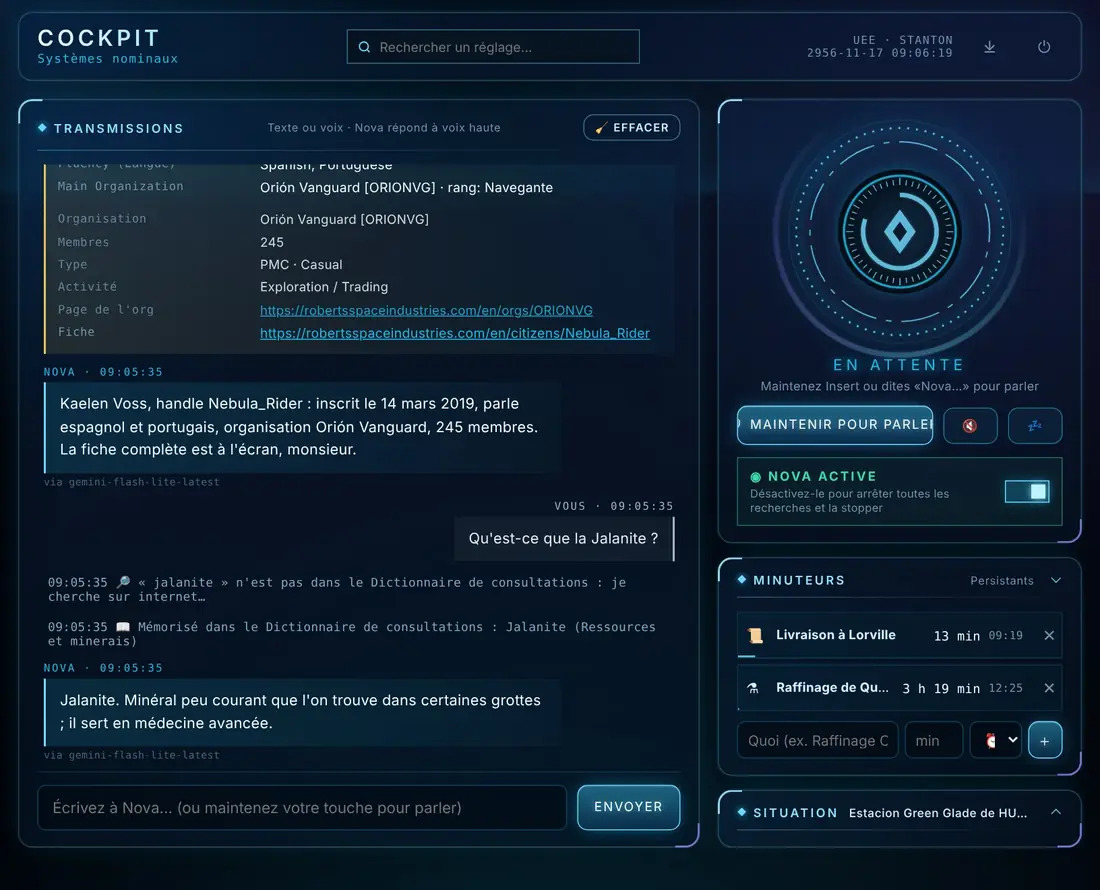 COCKPIT
Systèmes nominaux
Rechercher un réglage...
UEE · STANTON
2956-11-17 09:06:19
TRANSMISSIONS
Texte ou voix · Nova répond à voix haute
EFFACER
Fluency (Langue) Spanish, Portuguese
Main Organization Orión Vanguard [ORIONVG] · rang: Navegante
Organisation Orión Vanguard [ORIONVG]
Membres 245
Type PMC · Casual
Activité Exploration / Trading
Page de l'org https://robertsspaceindustries.com/en/orgs/ORIONVG
Fiche https://robertsspaceindustries.com/en/citizens/Nebula_Rider
NOVA · 09:05:35
Kaelen Voss, handle Nebula_Rider : inscrit le 14 mars 2019, parle
espagnol et portugais, organisation Orión Vanguard, 245 membres.
La fiche complète est à l'écran, monsieur.
via gemini-flash-lite-latest
VOUS · 09:05:35
Qu'est-ce que la Jalanite ?
09:05:35 🔎 « jalanite » n'est pas dans le Dictionnaire de consultations : je
cherche sur internet…
09:05:35 📖 Mémorisé dans le Dictionnaire de consultations : Jalanite (Ressources
et minerais)
NOVA · 09:05:35
Jalanite. Minéral peu courant que l'on trouve dans certaines grottes
; il sert en médecine avancée.
via gemini-flash-lite-latest
Écrivez à Nova... (ou maintenez votre touche pour parler)
ENVOYER
EN ATTENTE
Maintenez Insert ou dites «Nova...» pour parler
MAINTENIR POUR PARLER
💤
NOVA ACTIVE
Désactivez-le pour arrêter toutes les
recherches et la stopper
MINUTEURS
Persistants
Livraison à Lorville 13 min 09:19
Raffinage de Qu... 3 h 19 min 12:25
Quoi (ex. Raffinage C
min
+
SITUATION Estacion Green Glade de HU...